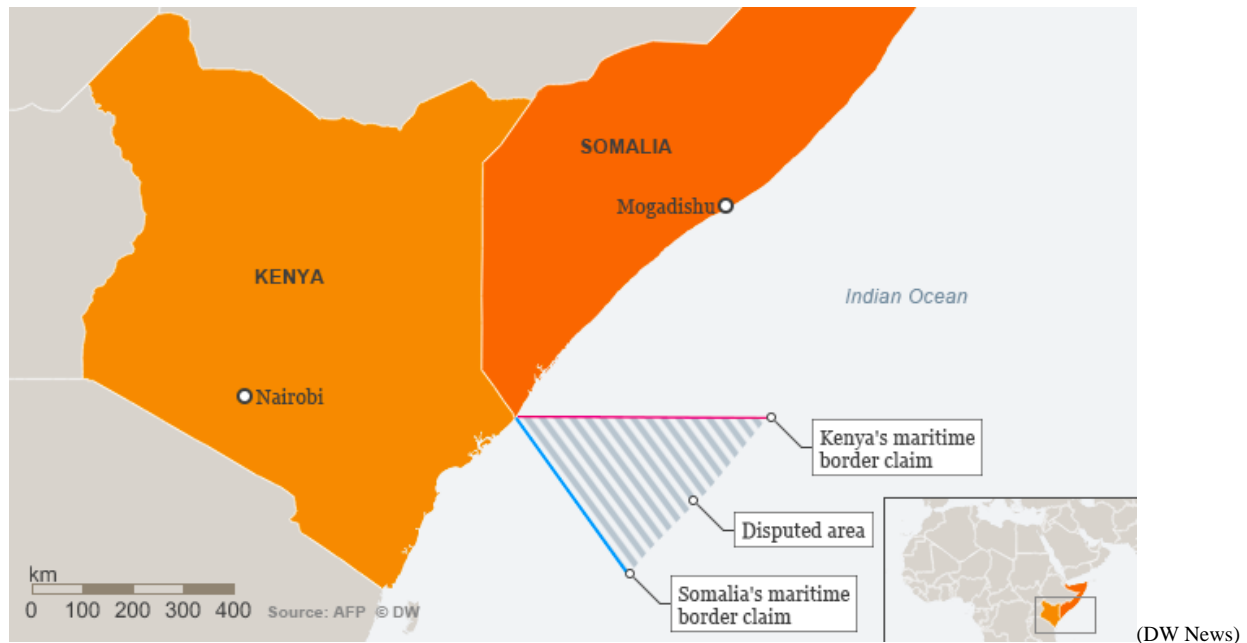 SOMALIA
Mogadishu
KENYA
Indian Ocean
Nairobi
Kenya's maritime
border claim
Disputed area
Somalia's maritime
border claim
km
0 100 200 300 400
Source: AFP © DW
(DW News)